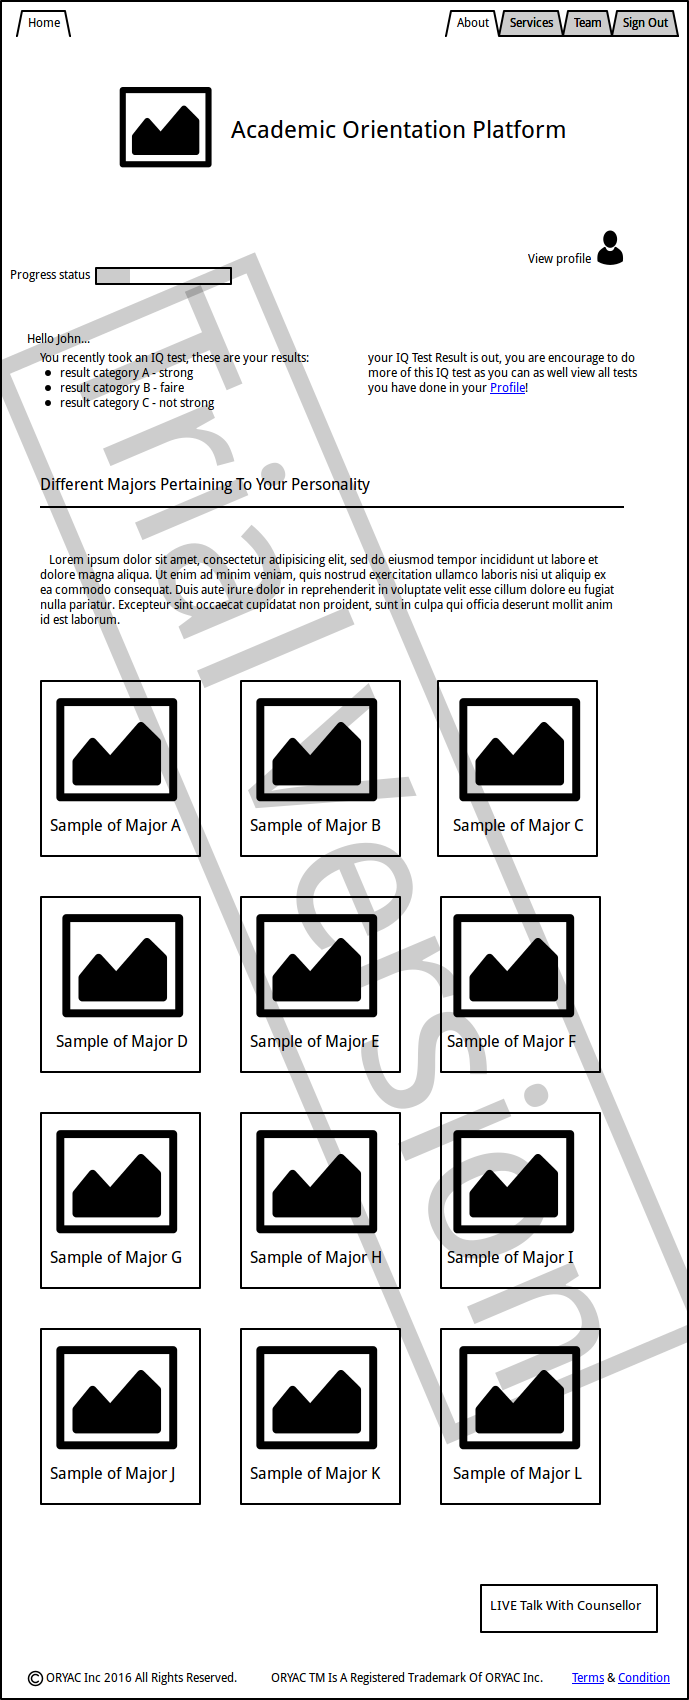 Home
About Services Team Sign Out
Academic Orientation Platform
View profile
Progress status
Hello John...
You recently took an IQ test, these are your results:
result category A - strong
result catogory B - faire
result category C - not strong
your IQ Test Result is out, you are encourage to do
more of this IQ test as you can as well view all tests
you have done in your Profile!
Different Majors Pertaining To Your Personality
Lorem ipsum dolor sit amet, consectetur adipisicing elit, sed do eiusmod tempor incididunt ut labore et
dolore magna aliqua. Ut enim ad minim veniam, quis nostrud exercitation ullamco laboris nisi ut aliquip ex
ea commodo consequat. Duis aute irure dolor in reprehenderit in voluptate velit esse cillum dolore eu fugiat
nulla pariatur. Excepteur sint occaecat cupidatat non proident, sunt in culpa qui officia deserunt mollit anim
id est laborum.
Sample of Major A
Sample of Major B
Sample of Major C
Sample of Major D
Sample of Major E
Sample of Major F
Sample of Major G
Sample of Major H
Sample of Major I
Sample of Major J
Sample of Major K
Sample of Major L
Trial Version
LIVE Talk With Counsellor
© ORYAC Inc 2016 All Rights Reserved. ORYAC TM Is A Registered Trademark Of ORYAC Inc. Terms & Condition